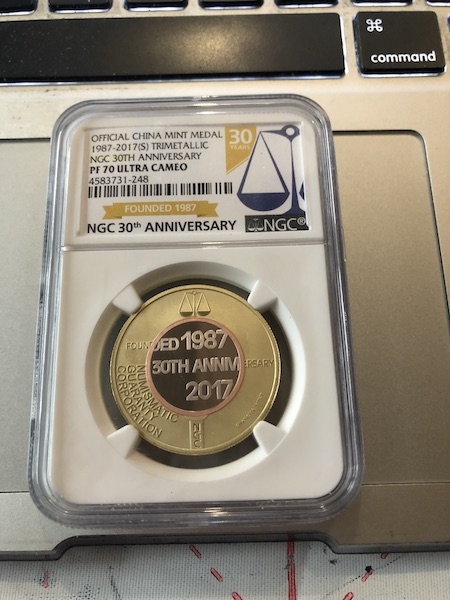 ⌘
command
OFFICIAL CHINA MINT MEDAL
1987-2017(S) TRIMETALLIC
NGC 30TH ANNIVERSARY
PF 70 ULTRA CAMEO
4583731-248
30
YEARS
FOUNDED 1987
NGC 30th ANNIVERSARY
NGC®
FOUNDED 1987
30TH ANNIVERSARY
2017
NUMISMATIC
GUARANTY
CORPORATION